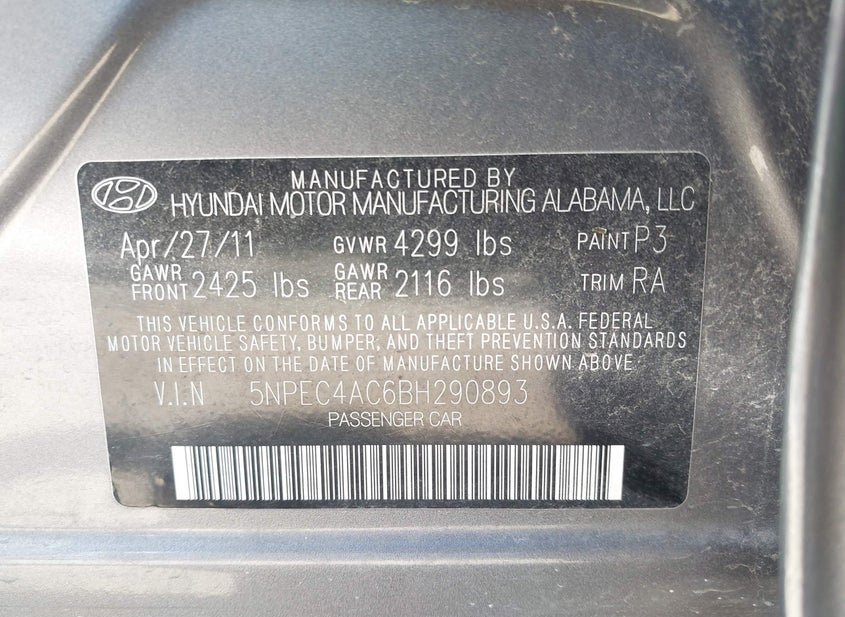 MANUFACTURED BY
HYUNDAI MOTOR MANUFACTURING ALABAMA, LLC
Apr/27/11 GVWR 4299 lbs PAINT P3
GAWR FRONT 2425 lbs GAWR REAR 2116 lbs TRIM RA
THIS VEHICLE CONFORMS TO ALL APPLICABLE U.S.A. FEDERAL
MOTOR VEHICLE SAFETY, BUMPER, AND THEFT PREVENTION STANDARDS
IN EFFECT ON THE DATE OF MANUFACTURE SHOWN ABOVE.
V.I.N 5NPEC4AC6BH290893
PASSENGER CAR